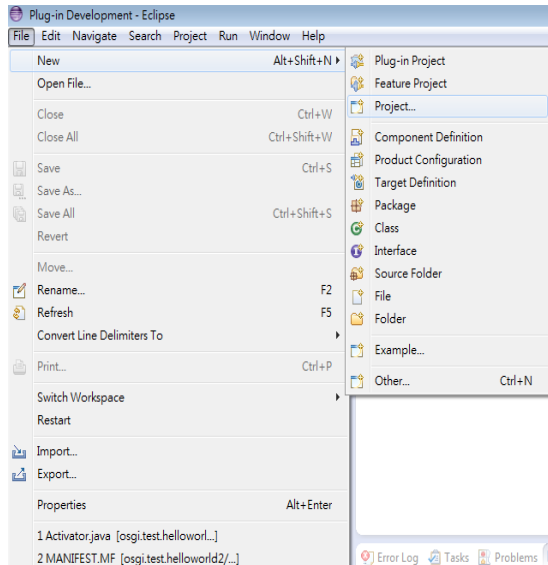 Plug-in Development - Eclipse
File Edit Navigate Search Project Run Window Help
New Alt+Shift+N
Open File...
Close Ctrl+W
Close All Ctrl+Shift+W
Save Ctrl+S
Save As...
Save All Ctrl+Shift+S
Revert
Move...
Rename... F2
Refresh F5
Convert Line Delimiters To
Print... Ctrl+P
Switch Workspace
Restart
Import...
Export...
Properties Alt+Enter
1 Activator.java [osgi.test.helloworl...]
2 MANIFEST.MF [osgi.test.helloworld2/...]
Plug-in Project
Feature Project
Project...
Component Definition
Product Configuration
Target Definition
Package
Class
Interface
Source Folder
File
Folder
Example...
Other... Ctrl+N
Error Log Tasks Problems